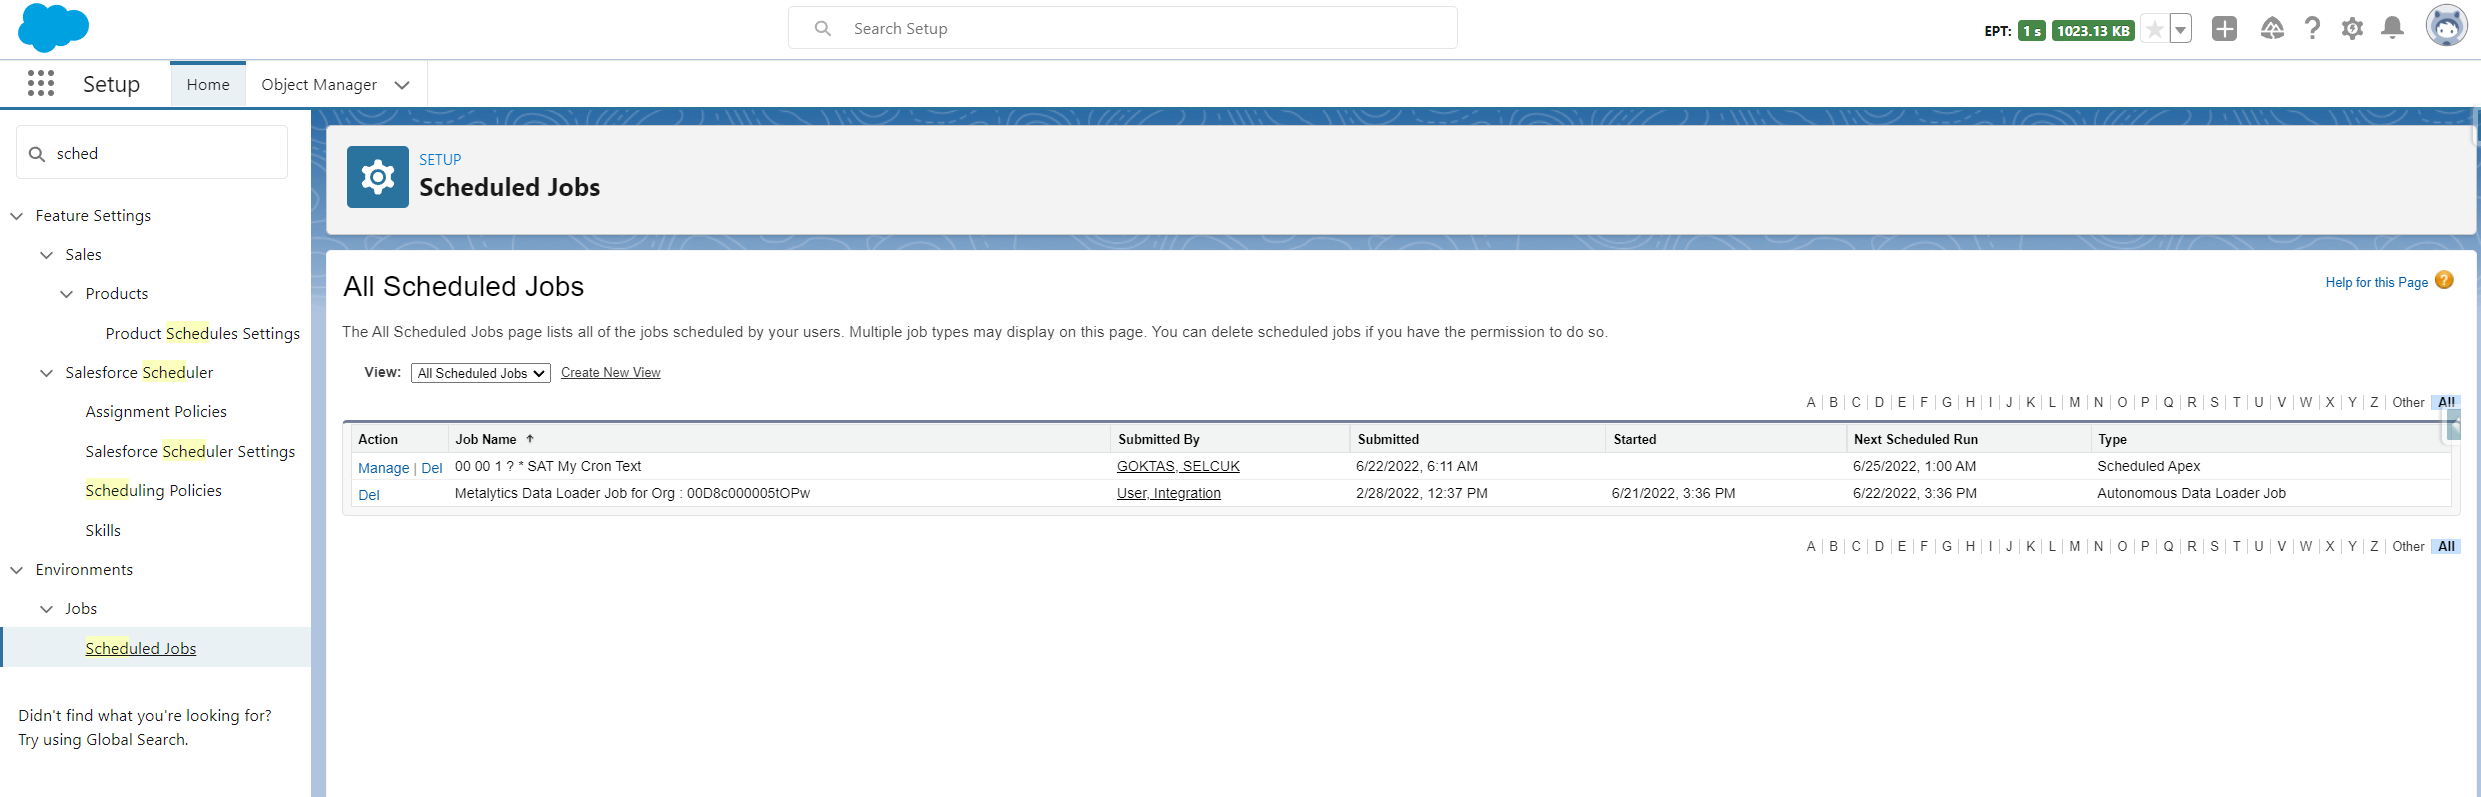 Search Setup
EPT: 1 s 1023.13 KB
Setup
Home
Object Manager
sched
Feature Settings
Sales
Products
Product Schedules Settings
Salesforce Scheduler
Assignment Policies
Salesforce Scheduler Settings
Scheduling Policies
Skills
Environments
Jobs
Scheduled Jobs
Didn't find what you're looking for?
Try using Global Search.
SETUP
Scheduled Jobs
All Scheduled Jobs
Help for this Page ?
The All Scheduled Jobs page lists all of the jobs scheduled by your users. Multiple job types may display on this page. You can delete scheduled jobs if you have the permission to do so.
View: All Scheduled Jobs Create New View
A | B | C | D | E | F | G | H | I | J | K | L | M | N | O | P | Q | R | S | T | U | V | W | X | Y | Z | Other | All
Action Job Name ↑ Submitted By Submitted Started Next Scheduled Run Type
Manage | Del 00 00 1 ? * SAT My Cron Text GOKTAS, SELCUK 6/22/2022, 6:11 AM 6/25/2022, 1:00 AM Scheduled Apex
Del Metalytics Data Loader Job for Org : 00D8c000005tOPw User, Integration 2/28/2022, 12:37 PM 6/21/2022, 3:36 PM 6/22/2022, 3:36 PM Autonomous Data Loader Job
A | B | C | D | E | F | G | H | I | J | K | L | M | N | O | P | Q | R | S | T | U | V | W | X | Y | Z | Other | All